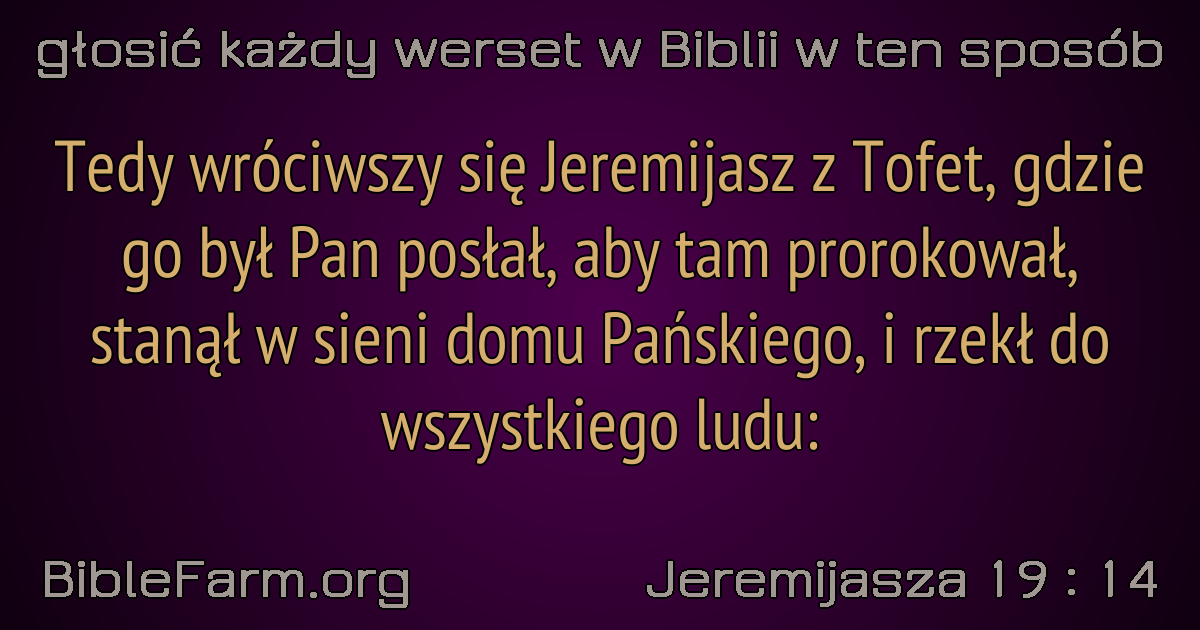 głosić każdy werset w Biblii w ten sposób
Tedy wróciwszy się Jeremijasz z Tofet, gdzie
go był Pan posłał, aby tam prorokował,
stanął w sieni domu Pańskiego, i rzekł do
wszystkiego ludu:
BibleFarm.org
Jeremijasza 19 : 14